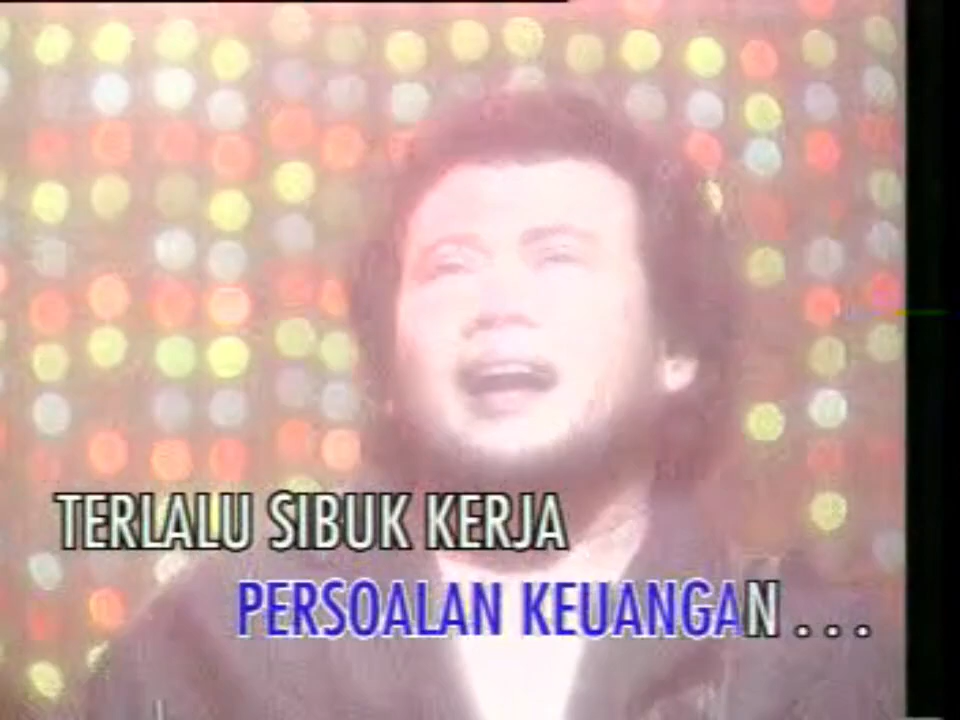 TERLALU SIBUK KERJA
PERSOALAN KEUANGAN . . .